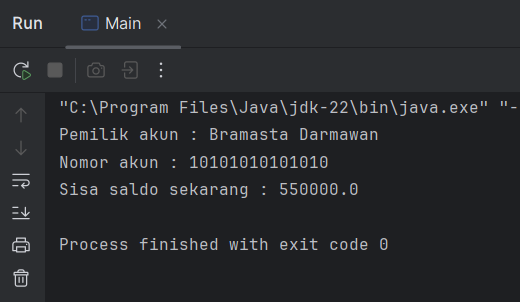 Run
Main
"C:\Program Files\Java\jdk-22\bin\java.exe" "-
Pemilik akun : Bramasta Darmawan
Nomor akun : 10101010101010
Sisa saldo sekarang : 550000.0
Process finished with exit code 0